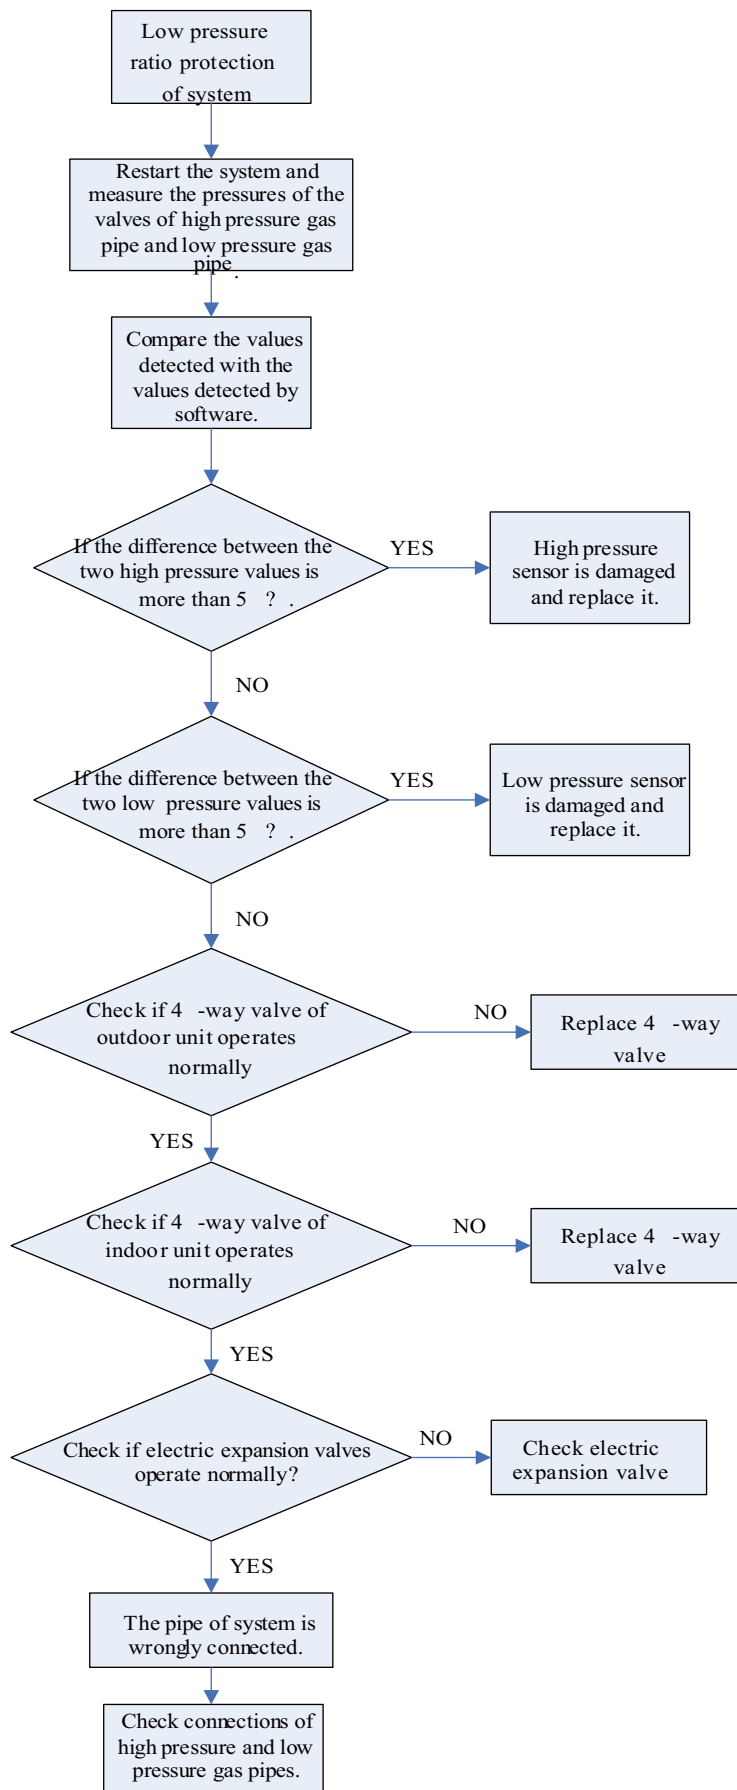 Low pressure
ratio protection
of system
Restart the system and
measure the pressures of the
valves of high pressure gas
pipe and low pressure gas
pipe .
Compare the values
detected with the
values detected by
software.
If the difference between the
two high pressure values is
more than 5 ? .
YES
High pressure
sensor is damaged
and replace it.
NO
If the difference between the
two low pressure values is
more than 5 ? .
YES
Low pressure sensor
is damaged and
replace it.
NO
Check if 4 -way valve of
outdoor unit operates
normally
NO
Replace 4 -way
valve
YES
Check if 4 -way valve of
indoor unit operates
normally
NO
Replace 4 -way
valve
YES
Check if electric expansion valves
operate normally?
NO
Check electric
expansion valve
YES
The pipe of system is
wrongly connected.
Check connections of
high pressure and low
pressure gas pipes.